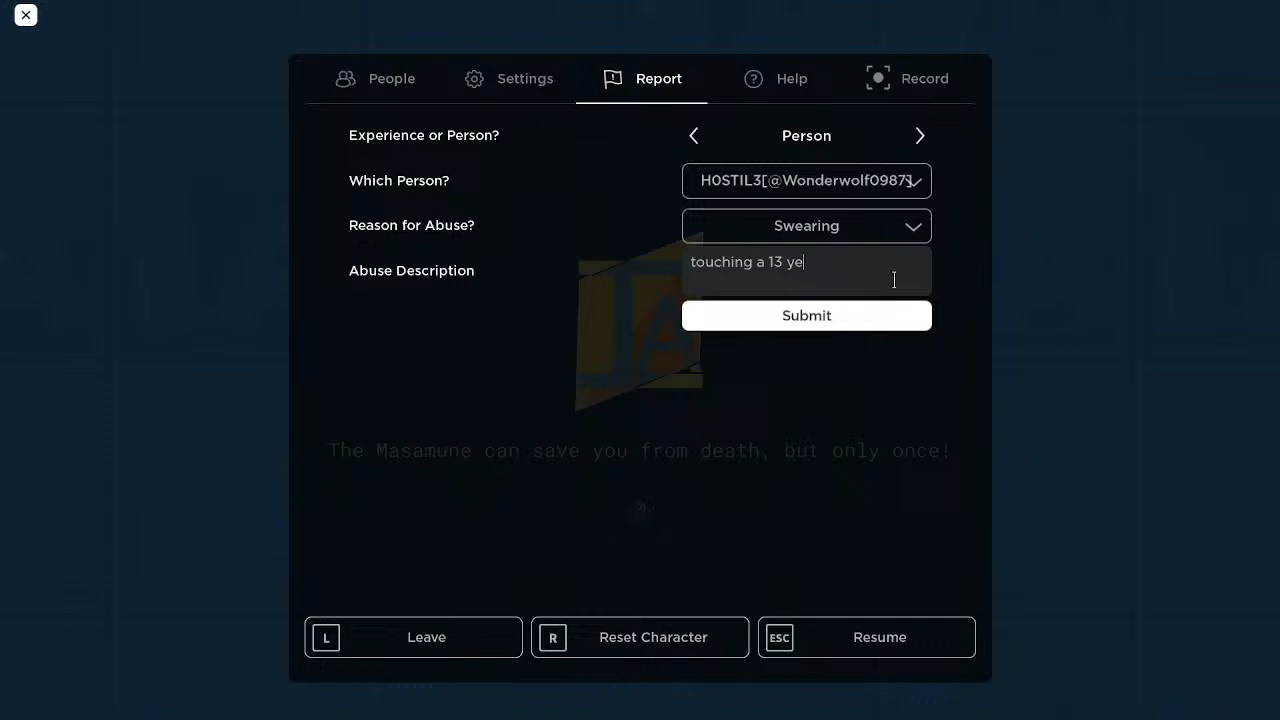 People
Settings
Report
Help
Record
Experience or Person?
Person
Which Person?
H0STIL3[@Wonderwolf0987]
Reason for Abuse?
Swearing
Abuse Description
touching a 13 ye
Submit
JA
The Masamune can save you from death, but only once!
L
Leave
R
Reset Character
ESC
Resume